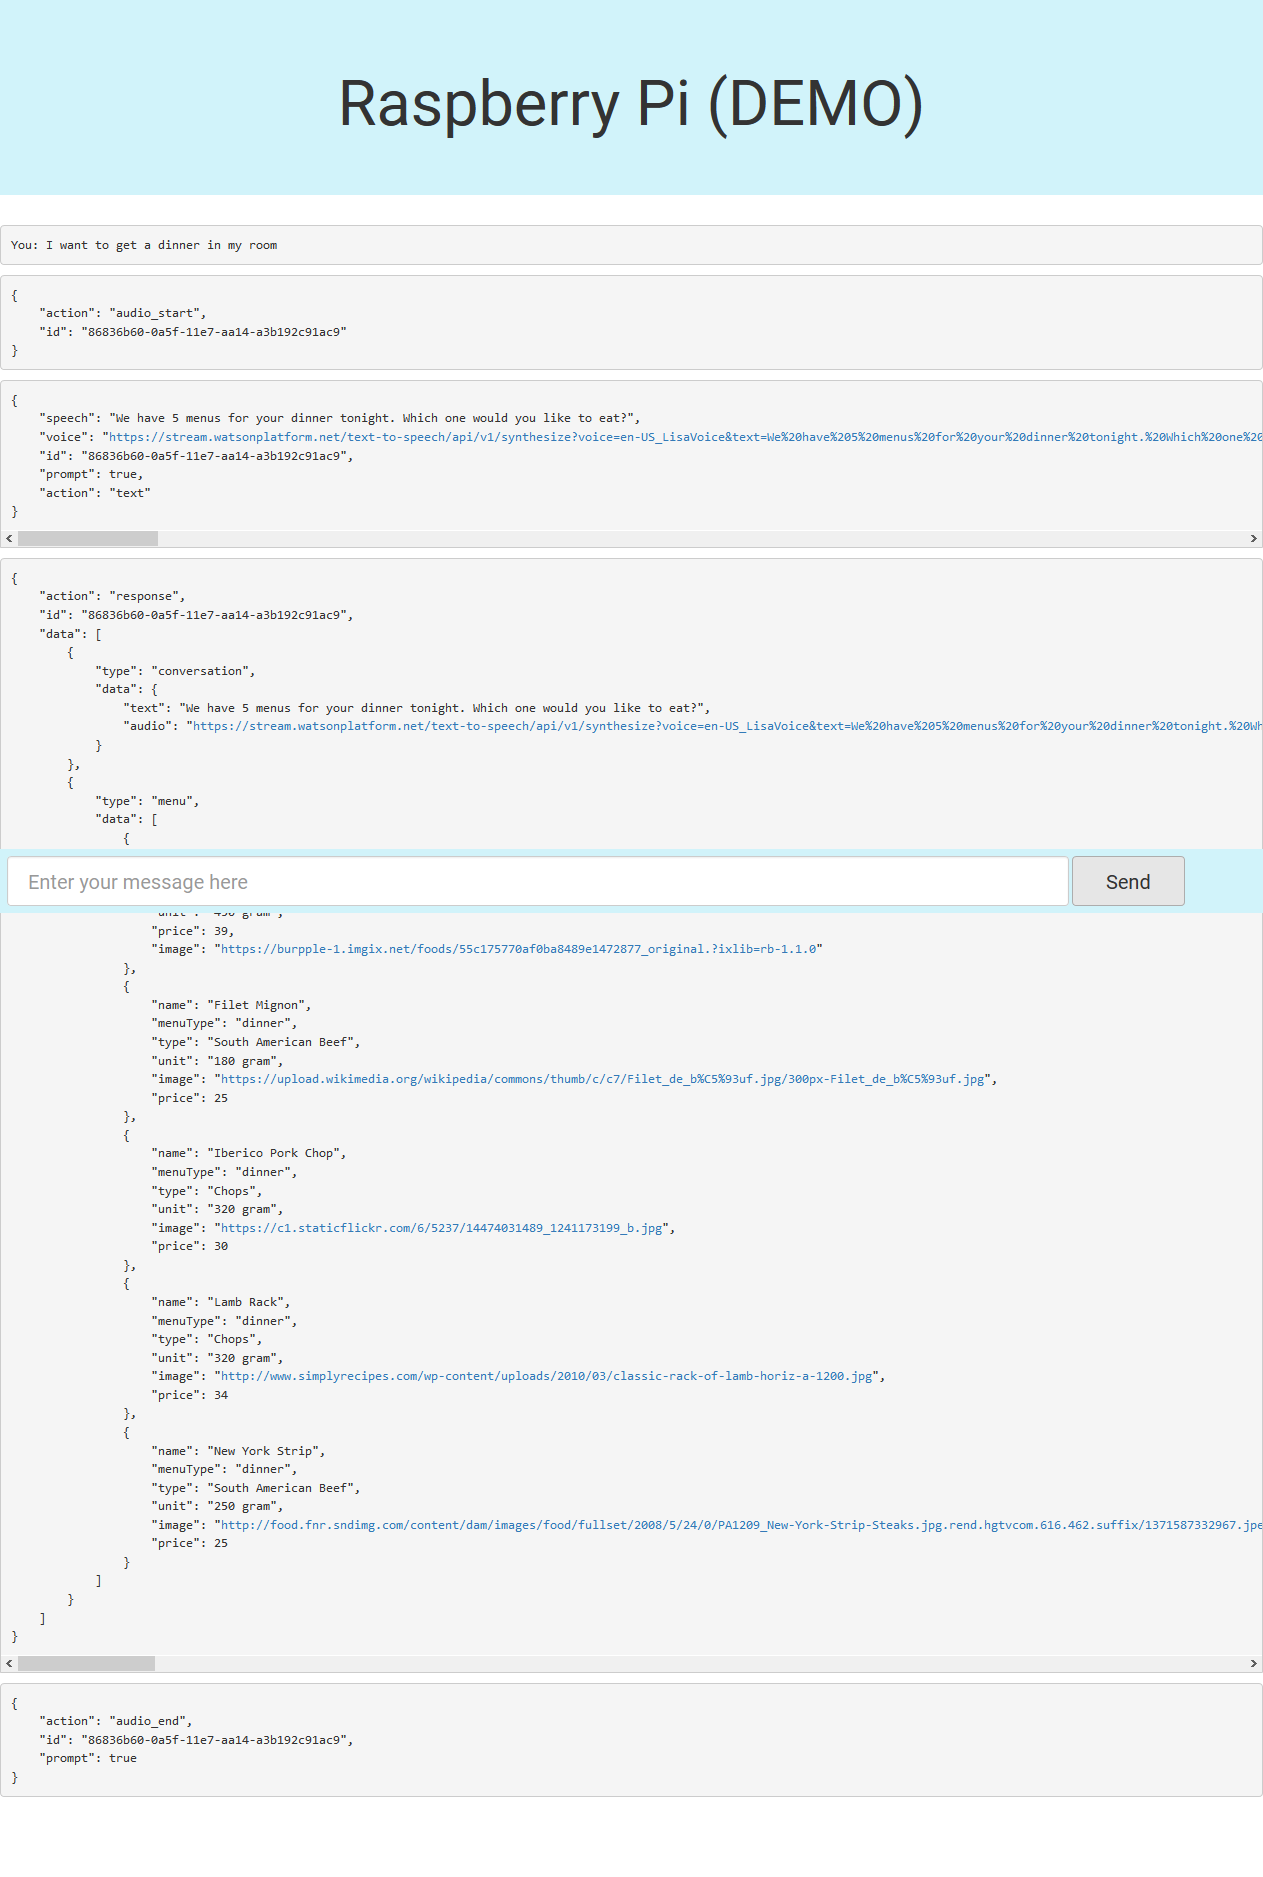 Raspberry Pi (DEMO)
You: I want to get a dinner in my room
{
"action": "audio_start",
"id": "86836b60-0a5f-11e7-aa14-a3b192c91ac9"
}
{
"speech": "We have 5 menus for your dinner tonight. Which one would you like to eat?",
"voice": "https://stream.watsonplatform.net/text-to-speech/api/v1/synthesize?voice=en-US_LisaVoice&text=We%20have%205%20menus%20for%20your%20dinner%20tonight.%20Which%20one%20
"id": "86836b60-0a5f-11e7-aa14-a3b192c91ac9",
"prompt": true,
"action": "text"
}
{
"action": "response",
"id": "86836b60-0a5f-11e7-aa14-a3b192c91ac9",
"data": [
{
"type": "conversation",
"data": {
"text": "We have 5 menus for your dinner tonight. Which one would you like to eat?",
"audio": "https://stream.watsonplatform.net/text-to-speech/api/v1/synthesize?voice=en-US_LisaVoice&text=We%20have%205%20menus%20for%20your%20dinner%20tonight.%20Wh
}
},
{
"type": "menu",
"data": [
{
Enter your message here Send
"price": 39,
"image": "https://burpple-1.imgix.net/foods/55c175770af0ba8489e1472877_original.?ixlib=rb-1.1.0"
},
{
"name": "Filet Mignon",
"menuType": "dinner",
"type": "South American Beef",
"unit": "180 gram",
"image": "https://upload.wikimedia.org/wikipedia/commons/thumb/c/c7/Filet_de_b%C5%93uf.jpg/300px-Filet_de_b%C5%93uf.jpg",
"price": 25
},
{
"name": "Iberico Pork Chop",
"menuType": "dinner",
"type": "Chops",
"unit": "320 gram",
"image": "https://c1.staticflickr.com/6/5237/14474031489_1241173199_b.jpg",
"price": 30
},
{
"name": "Lamb Rack",
"menuType": "dinner",
"type": "Chops",
"unit": "320 gram",
"image": "http://www.simplyrecipes.com/wp-content/uploads/2010/03/classic-rack-of-lamb-horiz-a-1200.jpg",
"price": 34
},
{
"name": "New York Strip",
"menuType": "dinner",
"type": "South American Beef",
"unit": "250 gram",
"image": "http://food.fnr.sndimg.com/content/dam/images/food/fullset/2008/5/24/0/PA1209_New-York-Strip-Steaks.jpg.rend.hgtvcom.616.462.suffix/1371587332967.jpe
"price": 25
}
]
}
]
}
{
"action": "audio_end",
"id": "86836b60-0a5f-11e7-aa14-a3b192c91ac9",
"prompt": true
}